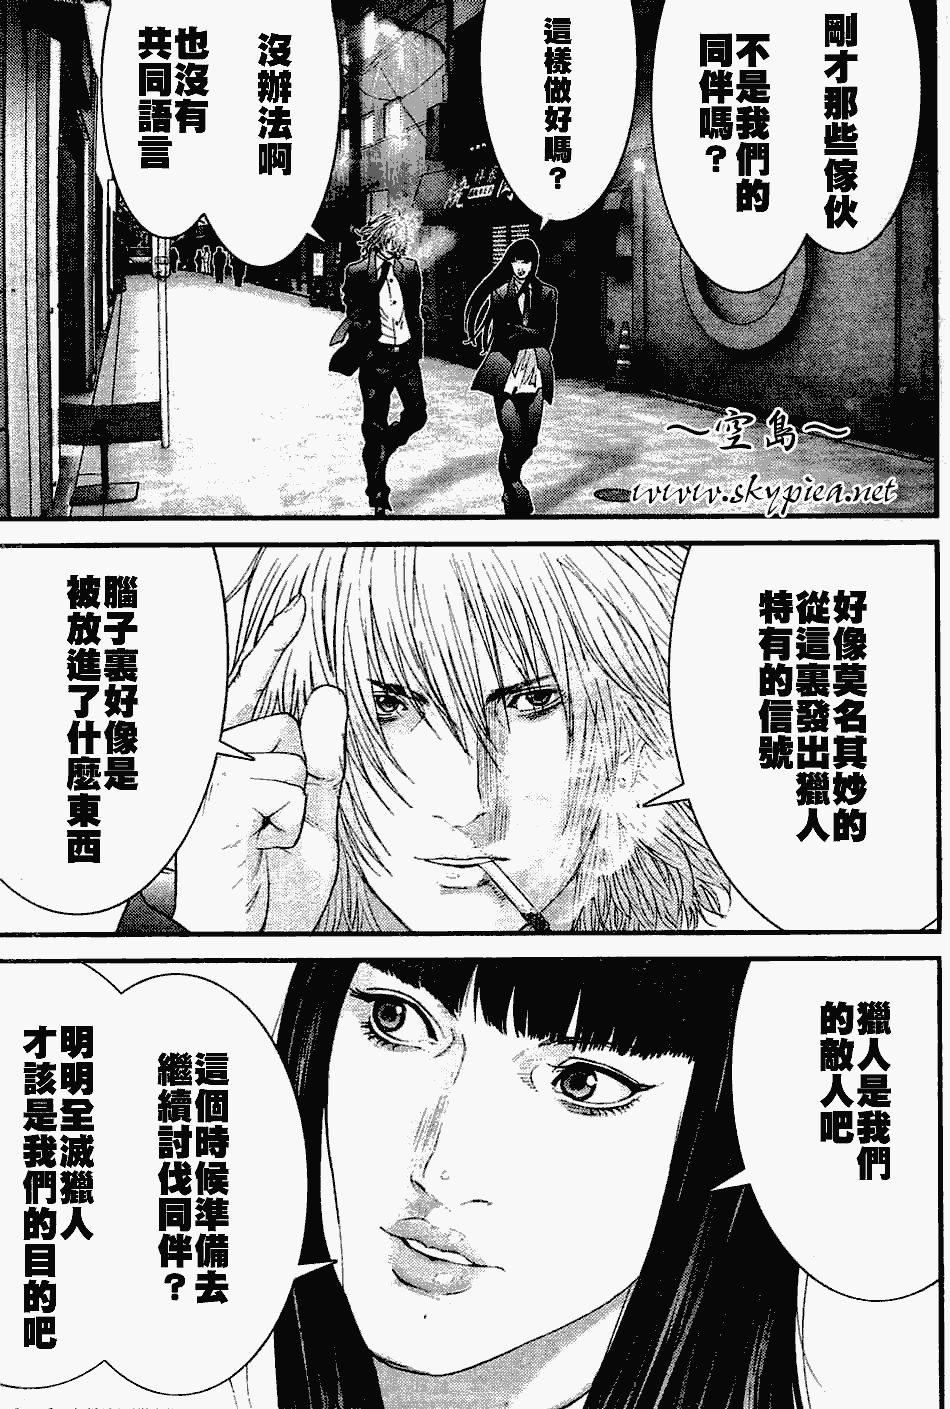 剛才那些傢伙
不是我們的
同伴嗎？
這樣做好嗎？
沒辦法啊
也沒有
共同語言
～空島～
www.skypiea.net
好像莫名其妙的
從這裏發出獵人
特有的信號
腦子裏好像是
被放進了什麼東西
獵人是我們
的敵人吧
這個時候準備去
繼續討伐同伴？
明明全滅獵人
才該是我們的目的吧